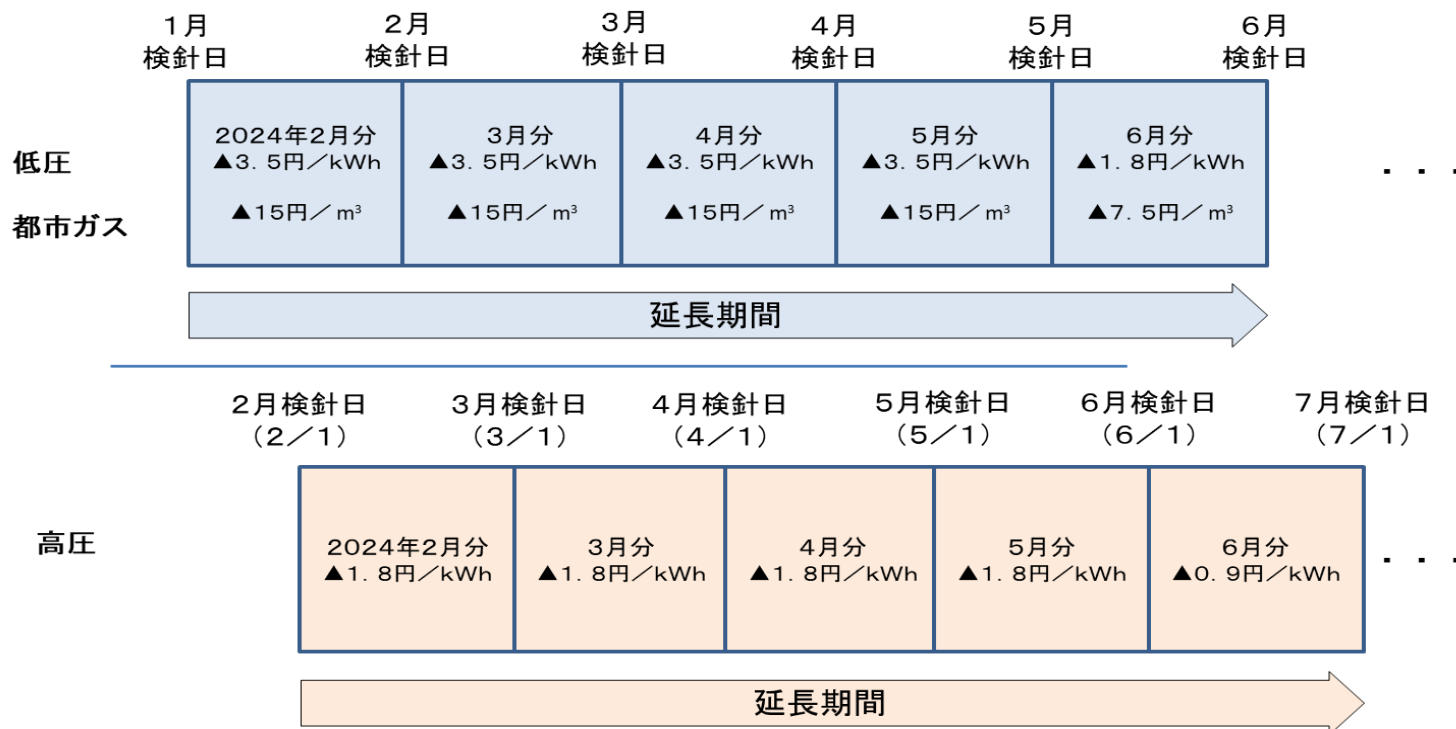 1月
検針日
2月
検針日
3月
検針日
4月
検針日
5月
検針日
6月
検針日
低圧
都市ガス
2024年2月分
▲3.5円／kWh
▲15円／m³
3月分
▲3.5円／kWh
▲15円／m³
4月分
▲3.5円／kWh
▲15円／m³
5月分
▲3.5円／kWh
▲15円／m³
6月分
▲1.8円／kWh
▲7.5円／m³
・・・
延長期間
2月検針日
（2／1）
3月検針日
（3／1）
4月検針日
（4／1）
5月検針日
（5／1）
6月検針日
（6／1）
7月検針日
（7／1）
高圧
2024年2月分
▲1.8円／kWh
3月分
▲1.8円／kWh
4月分
▲1.8円／kWh
5月分
▲1.8円／kWh
6月分
▲0.9円／kWh
・・・
延長期間